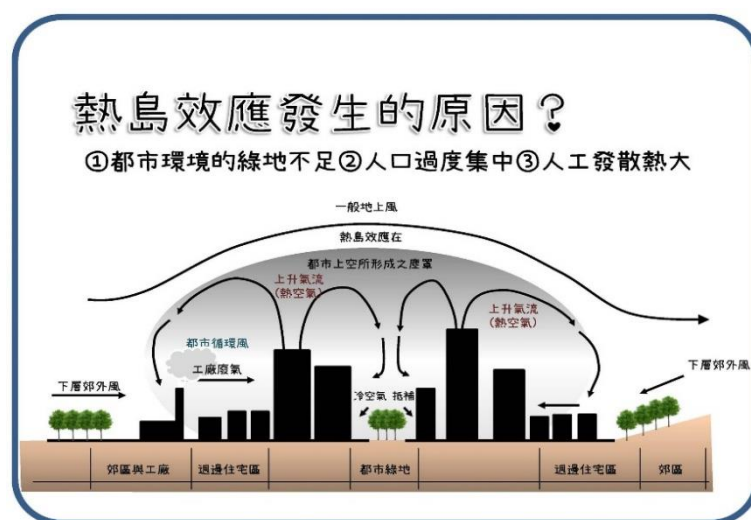 熱島效應發生的原因？
①都市環境的綠地不足②人口過度集中③人工發散熱大
一般地上風
熱島效應在
都市上空所形成之塵罩
上升氣流
(熱空氣)
上升氣流
(熱空氣)
都市循環風
工廠廢氣
下層郊外風
下層郊外風
冷空氣 抵補
郊區與工廠
週邊住宅區
都市綠地
週邊住宅區
郊區